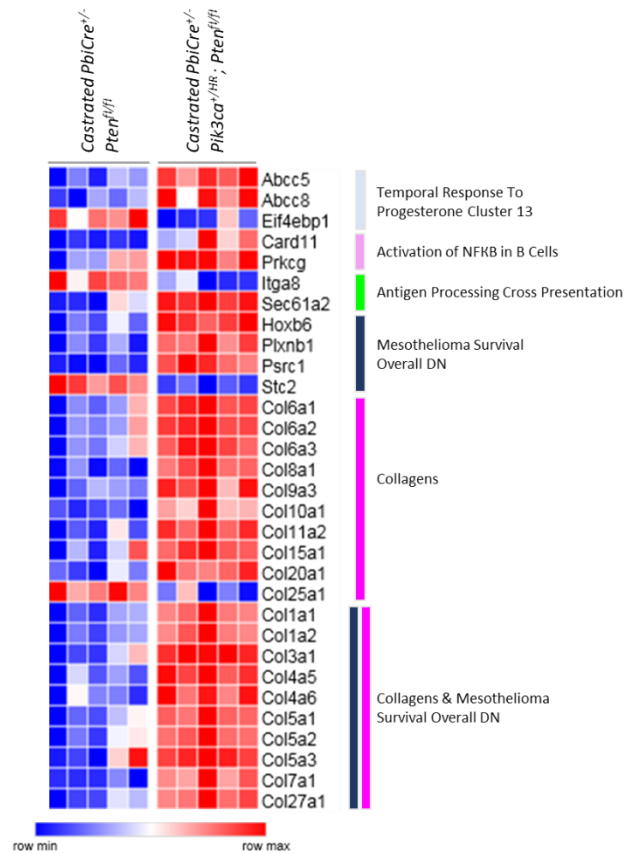 Castrated PbiCre+/-
Ptenfl/fl
Castrated PbiCre+/-
Pik3ca+/HR; Ptenfl/fl
Abcc5
Abcc8
Eif4ebp1
Card11
Prkcg
Itga8
Sec61a2
Hoxb6
Plxnb1
Psrc1
Stc2
Col6a1
Col6a2
Col6a3
Col8a1
Col9a3
Col10a1
Col11a2
Col15a1
Col20a1
Col25a1
Col1a1
Col1a2
Col3a1
Col4a5
Col4a6
Col5a1
Col5a2
Col5a3
Col7a1
Col27a1
Temporal Response To
Progesterone Cluster 13
Activation of NFKB in B Cells
Antigen Processing Cross Presentation
Mesothelioma Survival
Overall DN
Collagens
Collagens & Mesothelioma
Survival Overall DN
row min
row max